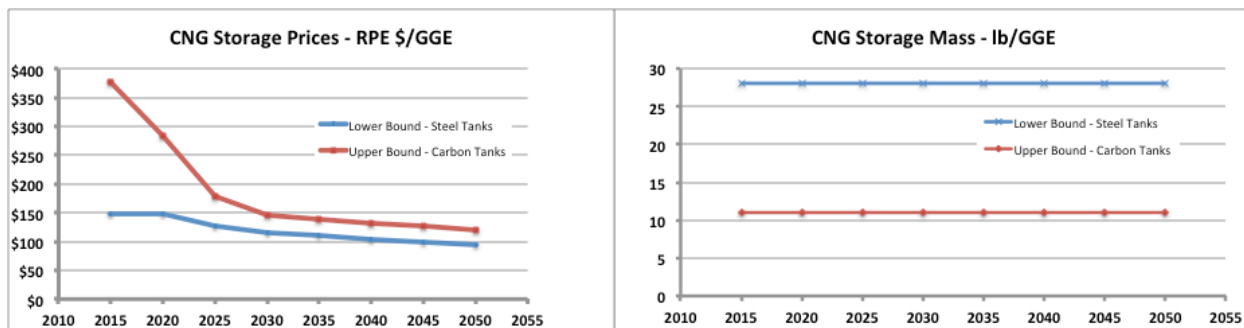 CNG Storage Prices - RPE $/GGE
$400
$350
$300
$250
$200
$150
$100
$50
$0
Lower Bound - Steel Tanks
Upper Bound - Carbon Tanks
2010 2015 2020 2025 2030 2035 2040 2045 2050 2055
CNG Storage Mass - lb/GGE
30
25
20
15
10
5
0
Lower Bound - Steel Tanks
Upper Bound - Carbon Tanks
2010 2015 2020 2025 2030 2035 2040 2045 2050 2055